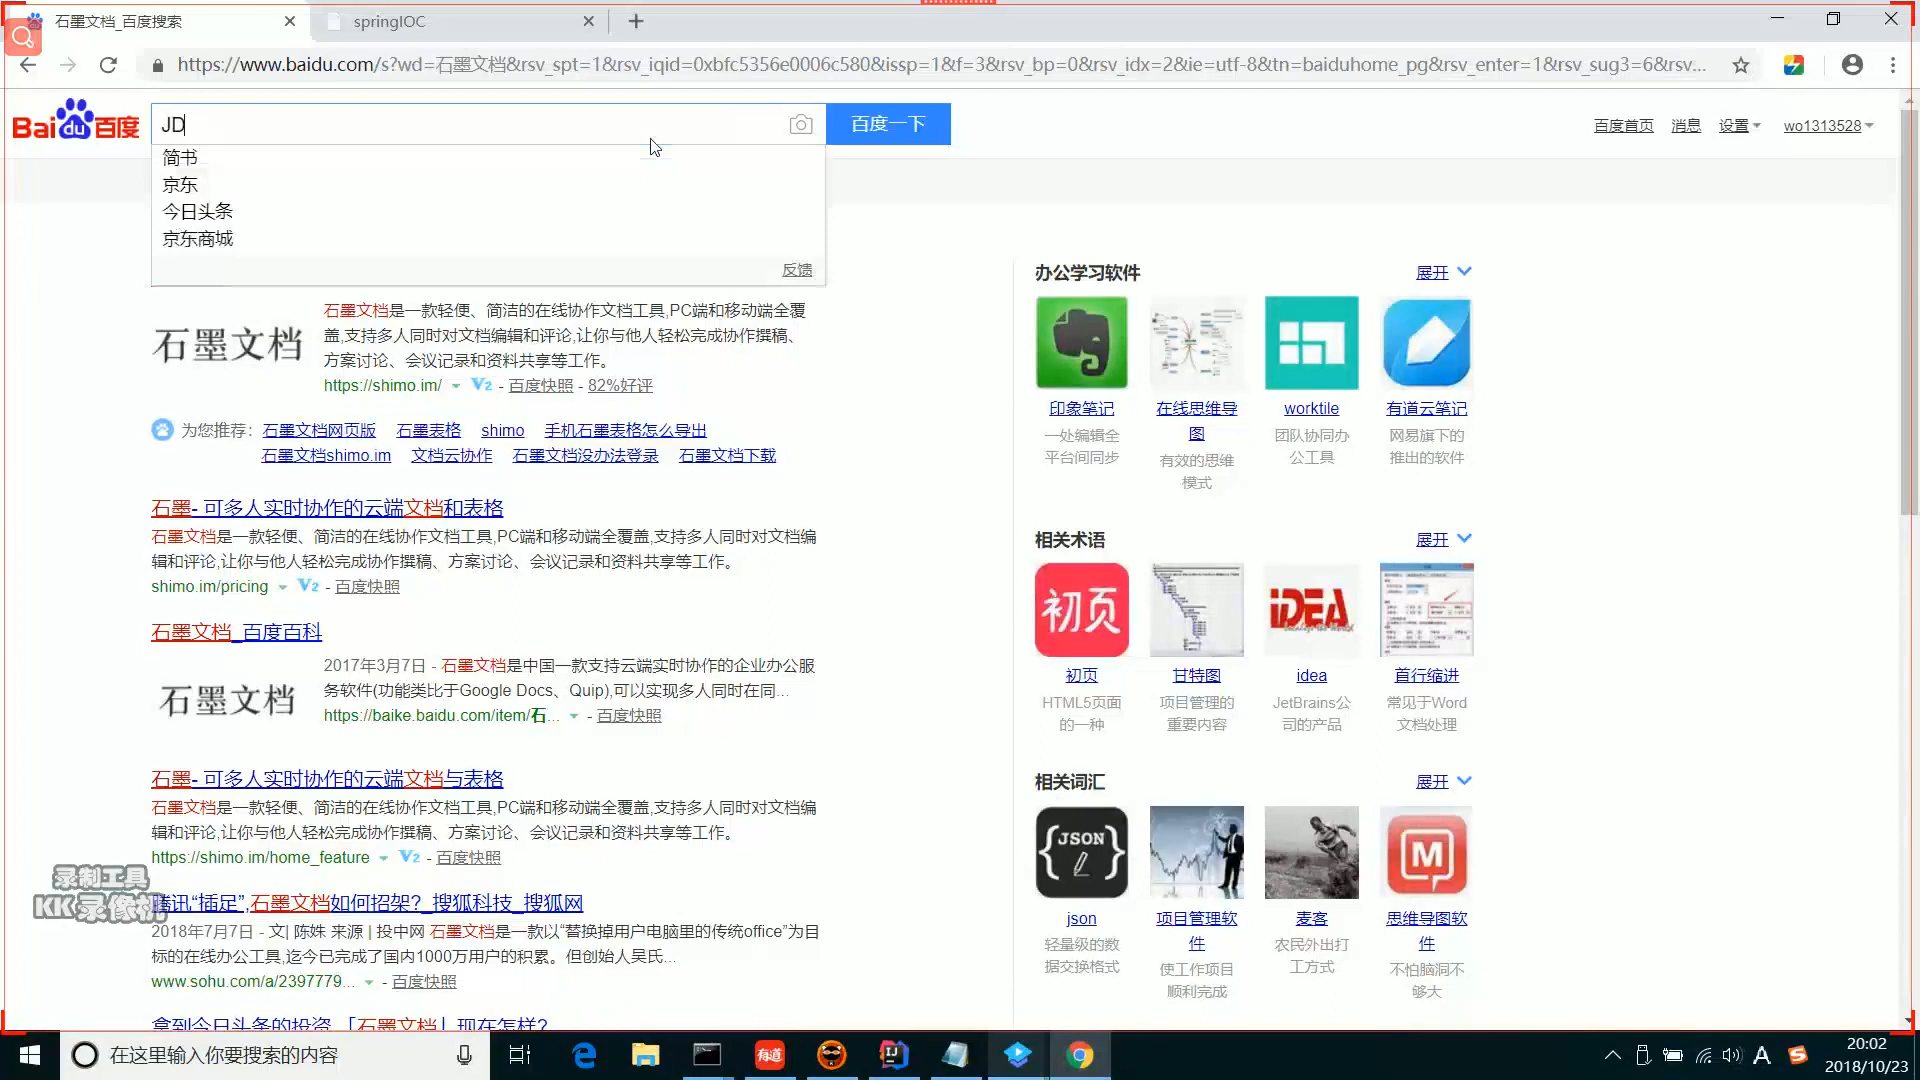 石墨文档_百度搜索
springIOC
https://www.baidu.com/s?wd=石墨文档&rsv_spt=1&rsv_iqid=0xbfc5356e0006c580&issp=1&f=3&rsv_bp=0&rsv_idx=2&ie=utf-8&tn=baiduhome_pg&rsv_enter=1&rsv_sug3=6&rsv...
Bai du 百度
JD
百度一下
百度首页 消息 设置 wo1313528
简书
京东
今日头条
京东商城
反馈
石墨文档
石墨文档是一款轻便、简洁的在线协作文档工具,PC端和移动端全覆
盖,支持多人同时对文档编辑和评论,让你与他人轻松完成协作撰稿、
方案讨论、会议记录和资料共享等工作。
https://shimo.im/ V2 - 百度快照 - 82%好评
为您推荐: 石墨文档网页版 石墨表格 shimo 手机石墨表格怎么导出
石墨文档shimo.im 文档云协作 石墨文档没办法登录 石墨文档下载
石墨- 可多人实时协作的云端文档和表格
石墨文档是一款轻便、简洁的在线协作文档工具,PC端和移动端全覆盖,支持多人同时对文档编
辑和评论,让你与他人轻松完成协作撰稿、方案讨论、会议记录和资料共享等工作。
shimo.im/pricing V2 - 百度快照
石墨文档_百度百科
石墨文档
2017年3月7日 - 石墨文档是中国一款支持云端实时协作的企业办公服
务软件(功能类比于Google Docs、Quip),可以实现多人同时在同...
https://baike.baidu.com/item/石... - 百度快照
石墨- 可多人实时协作的云端文档与表格
石墨文档是一款轻便、简洁的在线协作文档工具,PC端和移动端全覆盖,支持多人同时对文档编
辑和评论,让你与他人轻松完成协作撰稿、方案讨论、会议记录和资料共享等工作。
https://shimo.im/home_feature V2 - 百度快照
腾讯“插足”,石墨文档如何招架?_搜狐科技_搜狐网
2018年7月7日 - 文| 陈姝 来源 | 投中网 石墨文档是一款以“替换掉用户电脑里的传统office”为目
标的在线办公工具,迄今已完成了国内1000万用户的积累。但创始人吴氏...
www.sohu.com/a/2397779... - 百度快照
拿到今日头条的投资,「石墨文档」现在怎样?
录制工具
KK录像机
办公学习软件 展开
印象笔记
一处编辑全
平台间同步
在线思维导
图
有效的思维
模式
worktile
团队协同办
公工具
有道云笔记
网易旗下的
推出的软件
相关术语 展开
初页
iDEA
初页
HTML5页面
的一种
甘特图
项目管理的
重要内容
idea
JetBrains公
司的产品
首行缩进
常见于Word
文档处理
相关词汇 展开
{JSON}
M
json
轻量级的数
据交换格式
项目管理软
件
使工作项目
顺利完成
麦客
农民外出打
工方式
思维导图软
件
不怕脑洞不
够大
在这里输入你要搜索的内容
有道
IJ
A
S
20:02
2018/10/23